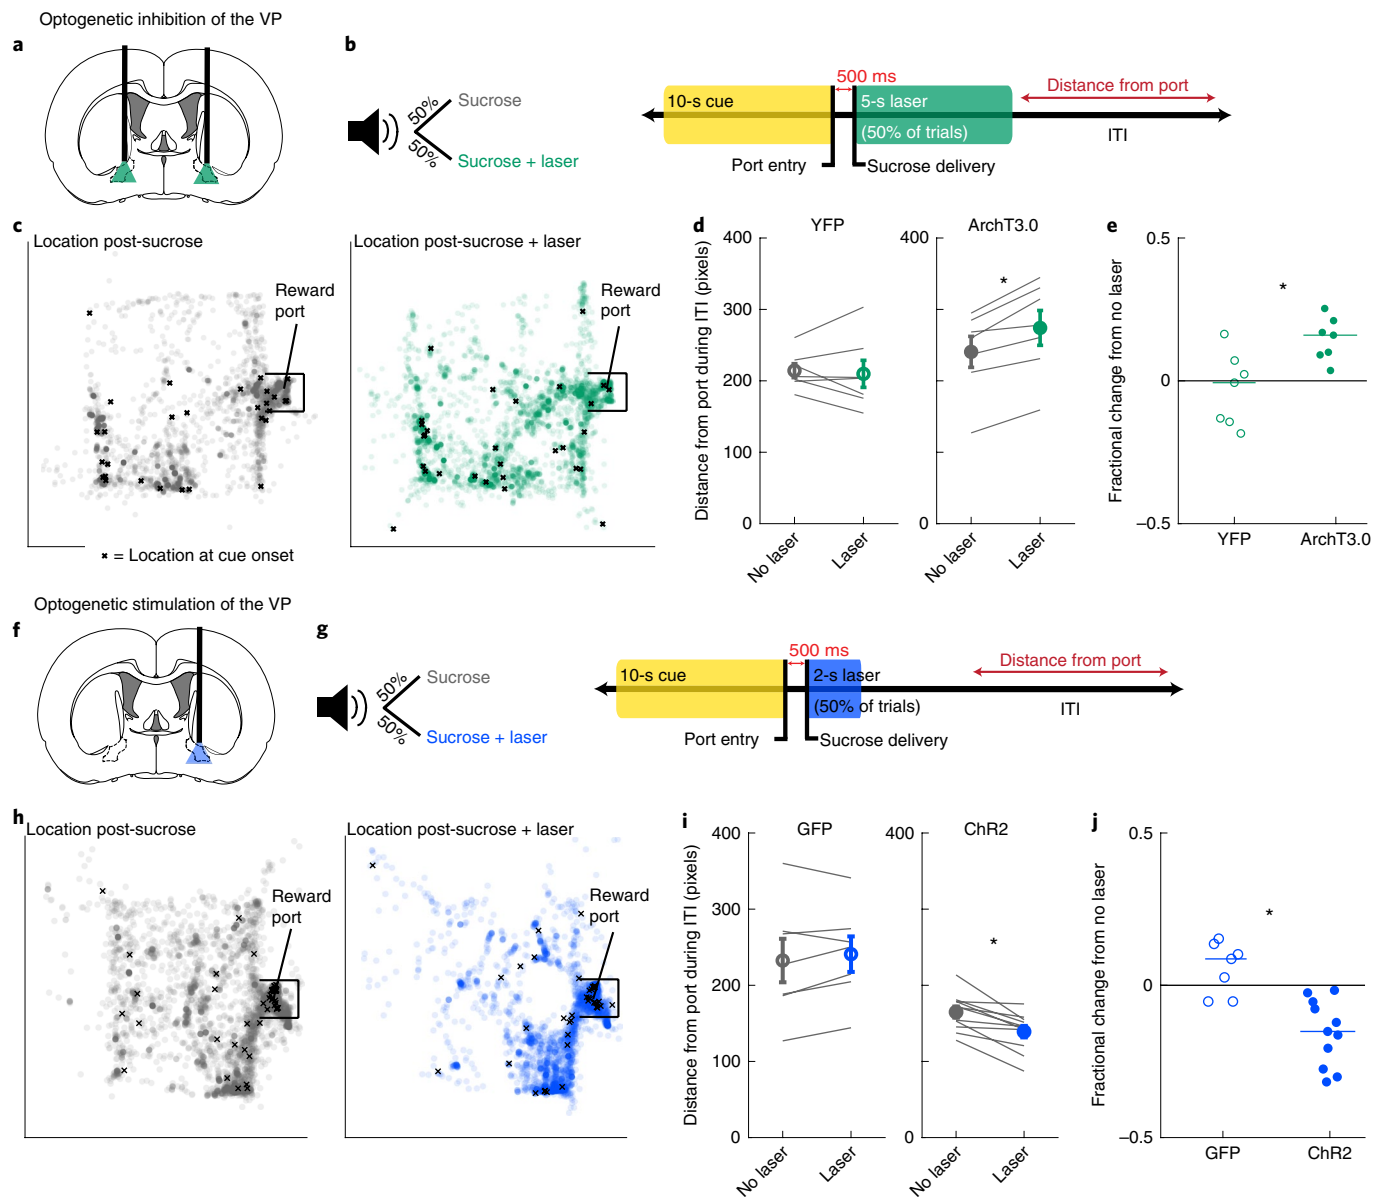 Optogenetic inhibition of the VP
a
b
50%
Sucrose
50%
Sucrose + laser
500 ms
10-s cue
5-s laser
(50% of trials)
Distance from port
ITI
Port entry
Sucrose delivery
c
Location post-sucrose
Reward
port
Location post-sucrose + laser
Reward
port
× = Location at cue onset
d
YFP
ArchT3.0
Distance from port during ITI (pixels)
400
300
200
100
0
No laser
Laser
400
*
0
No laser
Laser
e
Fractional change from no laser
0.5
*
0
–0.5
YFP
ArchT3.0
Optogenetic stimulation of the VP
f
g
50%
Sucrose
50%
Sucrose + laser
500 ms
10-s cue
2-s laser
(50% of trials)
Distance from port
ITI
Port entry
Sucrose delivery
h
Location post-sucrose
Reward
port
Location post-sucrose + laser
Reward
port
i
GFP
ChR2
Distance from port during ITI (pixels)
400
300
200
100
0
No laser
Laser
400
*
0
No laser
Laser
j
Fractional change from no laser
0.5
*
0
–0.5
GFP
ChR2